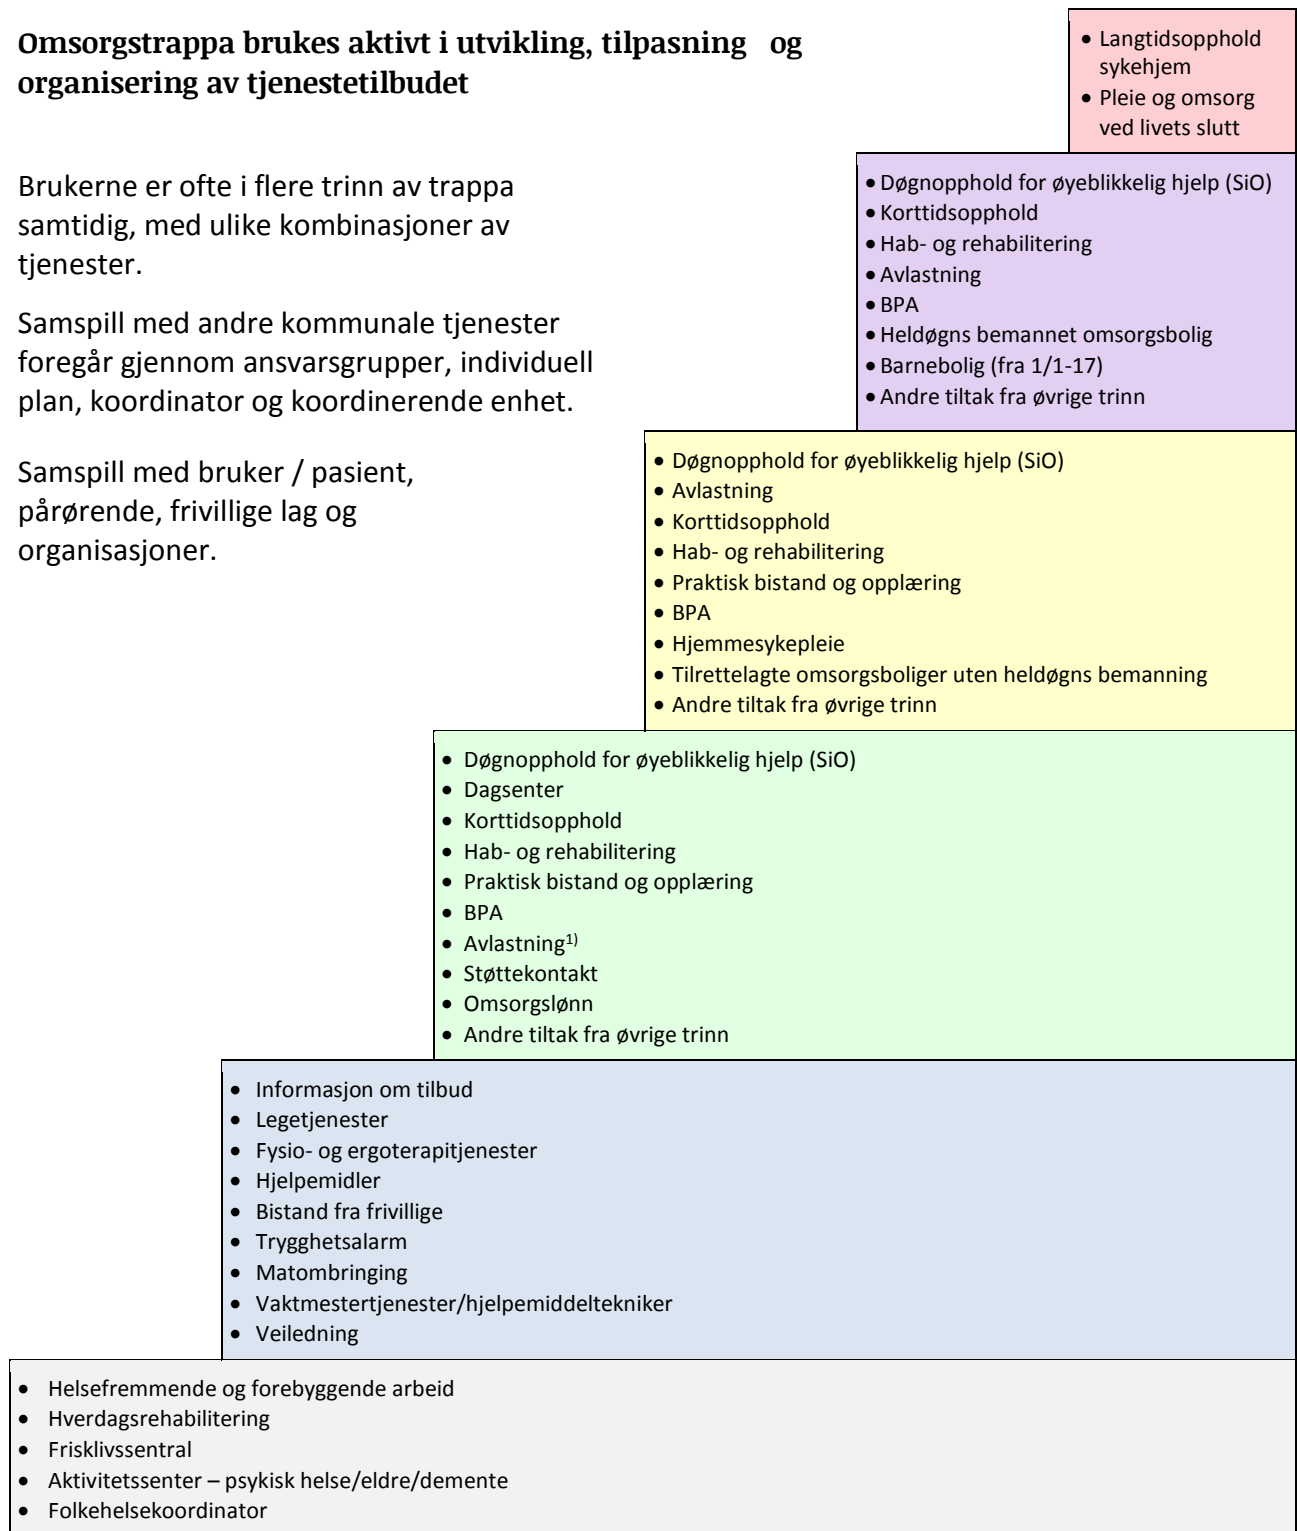 Omsorgstrappa brukes aktivt i utvikling, tilpasning og
organisering av tjenestetilbudet
Brukerne er ofte i flere trinn av trappa
samtidig, med ulike kombinasjoner av
tjenester.
Samspill med andre kommunale tjenester
foregår gjennom ansvarsgrupper, individuell
plan, koordinator og koordinerende enhet.
Samspill med bruker / pasient,
pårørende, frivillige lag og
organisasjoner.
• Langtidsopphold
sykehjem
• Pleie og omsorg
ved livets slutt
• Døgnopphold for øyeblikkelig hjelp (SiO)
• Korttidsopphold
• Hab- og rehabilitering
• Avlastning
• BPA
• Heldøgns bemannet omsorgsbolig
• Barnebolig (fra 1/1-17)
• Andre tiltak fra øvrige trinn
• Døgnopphold for øyeblikkelig hjelp (SiO)
• Avlastning
• Korttidsopphold
• Hab- og rehabilitering
• Praktisk bistand og opplæring
• BPA
• Hjemmesykepleie
• Tilrettelagte omsorgsboliger uten heldøgns bemanning
• Andre tiltak fra øvrige trinn
• Døgnopphold for øyeblikkelig hjelp (SiO)
• Dagsenter
• Korttidsopphold
• Hab- og rehabilitering
• Praktisk bistand og opplæring
• BPA
• Avlastning1)
• Støttekontakt
• Omsorgslønn
• Andre tiltak fra øvrige trinn
• Informasjon om tilbud
• Legetjenester
• Fysio- og ergoterapitjenester
• Hjelpemidler
• Bistand fra frivillige
• Trygghetsalarm
• Matombringing
• Vaktmestertjenester/hjelpemiddeltekniker
• Veiledning
• Helsefremmende og forebyggende arbeid
• Hverdagsrehabilitering
• Frisklivssentral
• Aktivitetssenter – psykisk helse/eldre/demente
• Folkehelsekoordinator